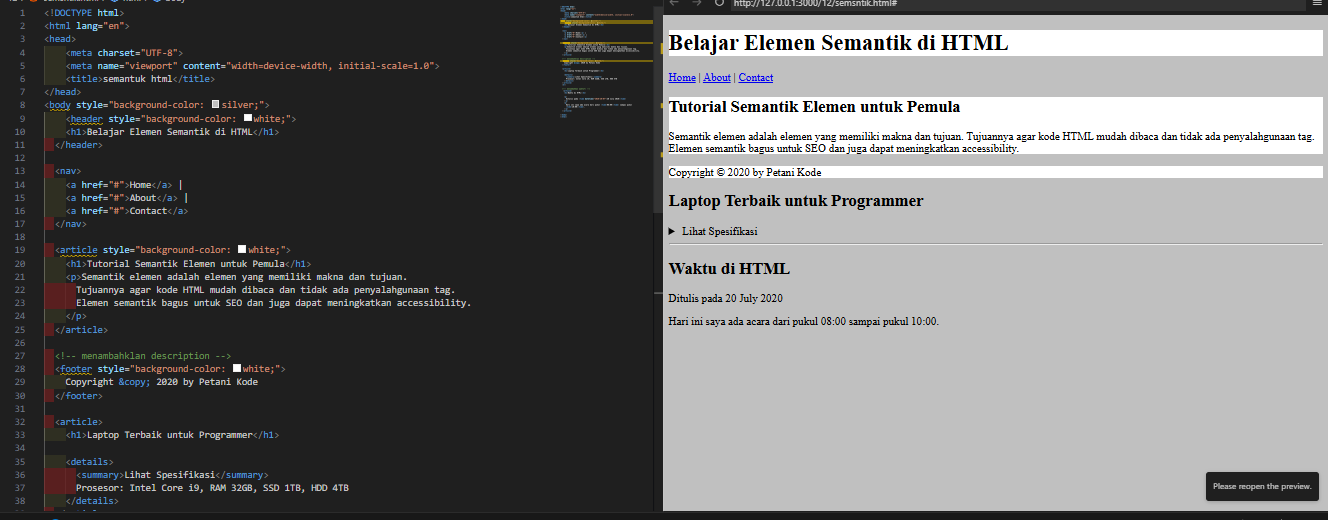 1 <!DOCTYPE html>
2 <html lang="en">
3 <head>
4 <meta charset="UTF-8">
5 <meta name="viewport" content="width=device-width, initial-scale=1.0">
6 <title>semantuk html</title>
7 </head>
8 <body style="background-color: silver;">
9 <header style="background-color: white;">
10 <h1>Belajar Elemen Semantik di HTML</h1>
11 </header>
12
13 <nav>
14 <a href="#">Home</a> |
15 <a href="#">About</a> |
16 <a href="#">Contact</a>
17 </nav>
18
19 <article style="background-color: white;">
20 <h1>Tutorial Semantik Elemen untuk Pemula</h1>
21 <p>Semantik elemen adalah elemen yang memiliki makna dan tujuan.
22 Tujuannya agar kode HTML mudah dibaca dan tidak ada penyalahgunaan tag.
23 Elemen semantik bagus untuk SEO dan juga dapat meningkatkan accessibility.
24 </p>
25 </article>
26
27 <!-- menambahklan description -->
28 <footer style="background-color: white;">
29 Copyright &copy; 2020 by Petani Kode
30 </footer>
31
32 <article>
33 <h1>Laptop Terbaik untuk Programmer</h1>
34
35 <details>
36 <summary>Lihat Spesifikasi</summary>
37 Prosesor: Intel Core i9, RAM 32GB, SSD 1TB, HDD 4TB
38 </details>
http://127.0.0.1:3000/12/semsntik.html#
Belajar Elemen Semantik di HTML
Home | About | Contact
Tutorial Semantik Elemen untuk Pemula
Semantik elemen adalah elemen yang memiliki makna dan tujuan. Tujuannya agar kode HTML mudah dibaca dan tidak ada penyalahgunaan tag.
Elemen semantik bagus untuk SEO dan juga dapat meningkatkan accessibility.
Copyright © 2020 by Petani Kode
Laptop Terbaik untuk Programmer
Lihat Spesifikasi
Waktu di HTML
Ditulis pada 20 July 2020
Hari ini saya ada acara dari pukul 08:00 sampai pukul 10:00.
Please reopen the preview.